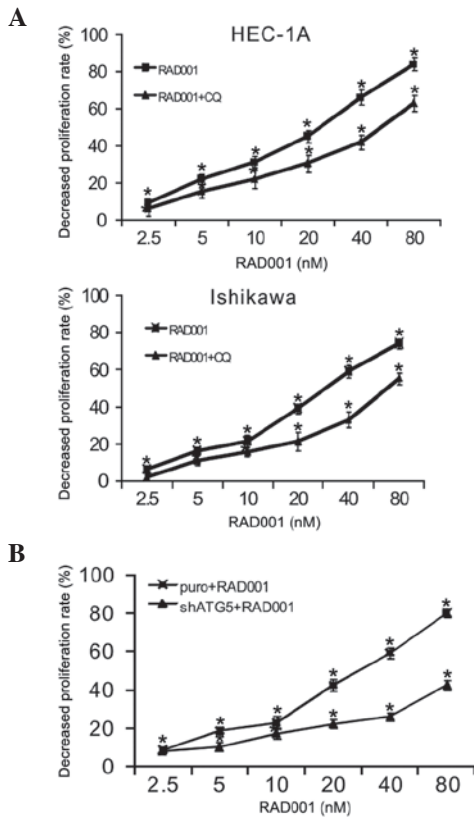 A
HEC-1A
Decreased proliferation rate (%)
100
80
60
40
20
0
RAD001
RAD001+CQ
* * * * * *
* * * * * *
2.5 5 10 20 40 80
RAD001 (nM)
Ishikawa
Decreased proliferation rate (%)
100
80
60
40
20
0
RAD001
RAD001+CQ
* * * * * *
* * *
2.5 5 10 20 40 80
RAD001 (nM)
B
Decreased proliferation rate (%)
100
80
60
40
20
0
puro+RAD001
shATG5+RAD001
* * * * * *
* * * * *
2.5 5 10 20 40 80
RAD001 (nM)